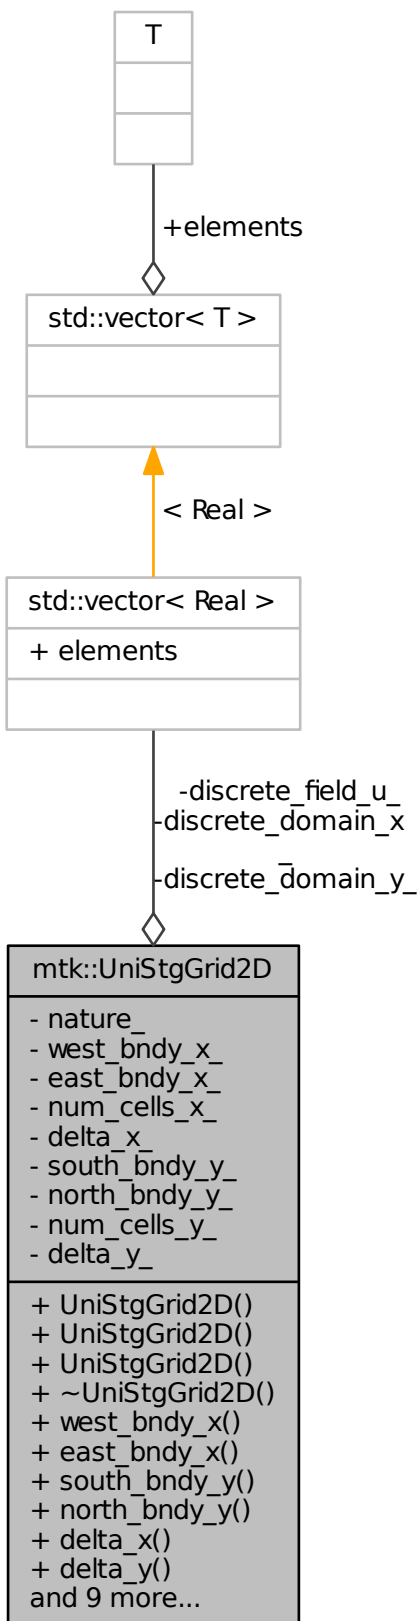 T
+elements
std::vector< T >
< Real >
std::vector< Real >
+ elements
-discrete_field_u_
-discrete_domain_x
_
-discrete_domain_y_
mtk::UniStgGrid2D
- nature_
- west_bndy_x_
- east_bndy_x_
- num_cells_x_
- delta_x_
- south_bndy_y_
- north_bndy_y_
- num_cells_y_
- delta_y_
+ UniStgGrid2D()
+ UniStgGrid2D()
+ UniStgGrid2D()
+ ~UniStgGrid2D()
+ west_bndy_x()
+ east_bndy_x()
+ south_bndy_y()
+ north_bndy_y()
+ delta_x()
+ delta_y()
and 9 more...